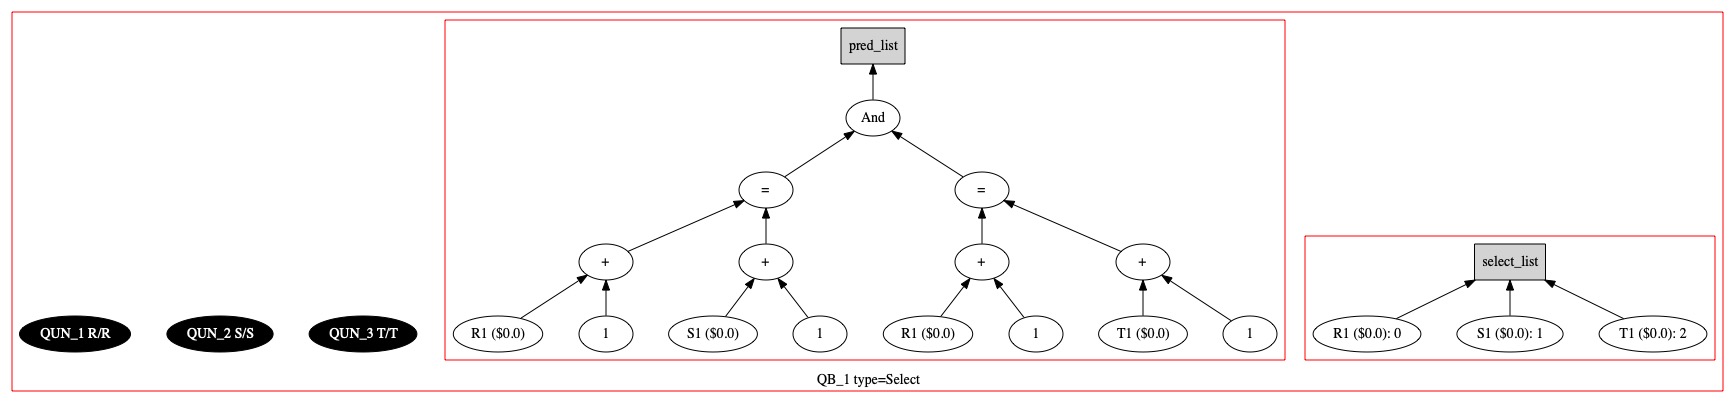 pred_list
And
=
=
+
+
+
+
select_list
QUN_1 R/R
QUN_2 S/S
QUN_3 T/T
R1 ($0.0)
1
S1 ($0.0)
1
R1 ($0.0)
1
T1 ($0.0)
1
R1 ($0.0): 0
S1 ($0.0): 1
T1 ($0.0): 2
QB_1 type=Select